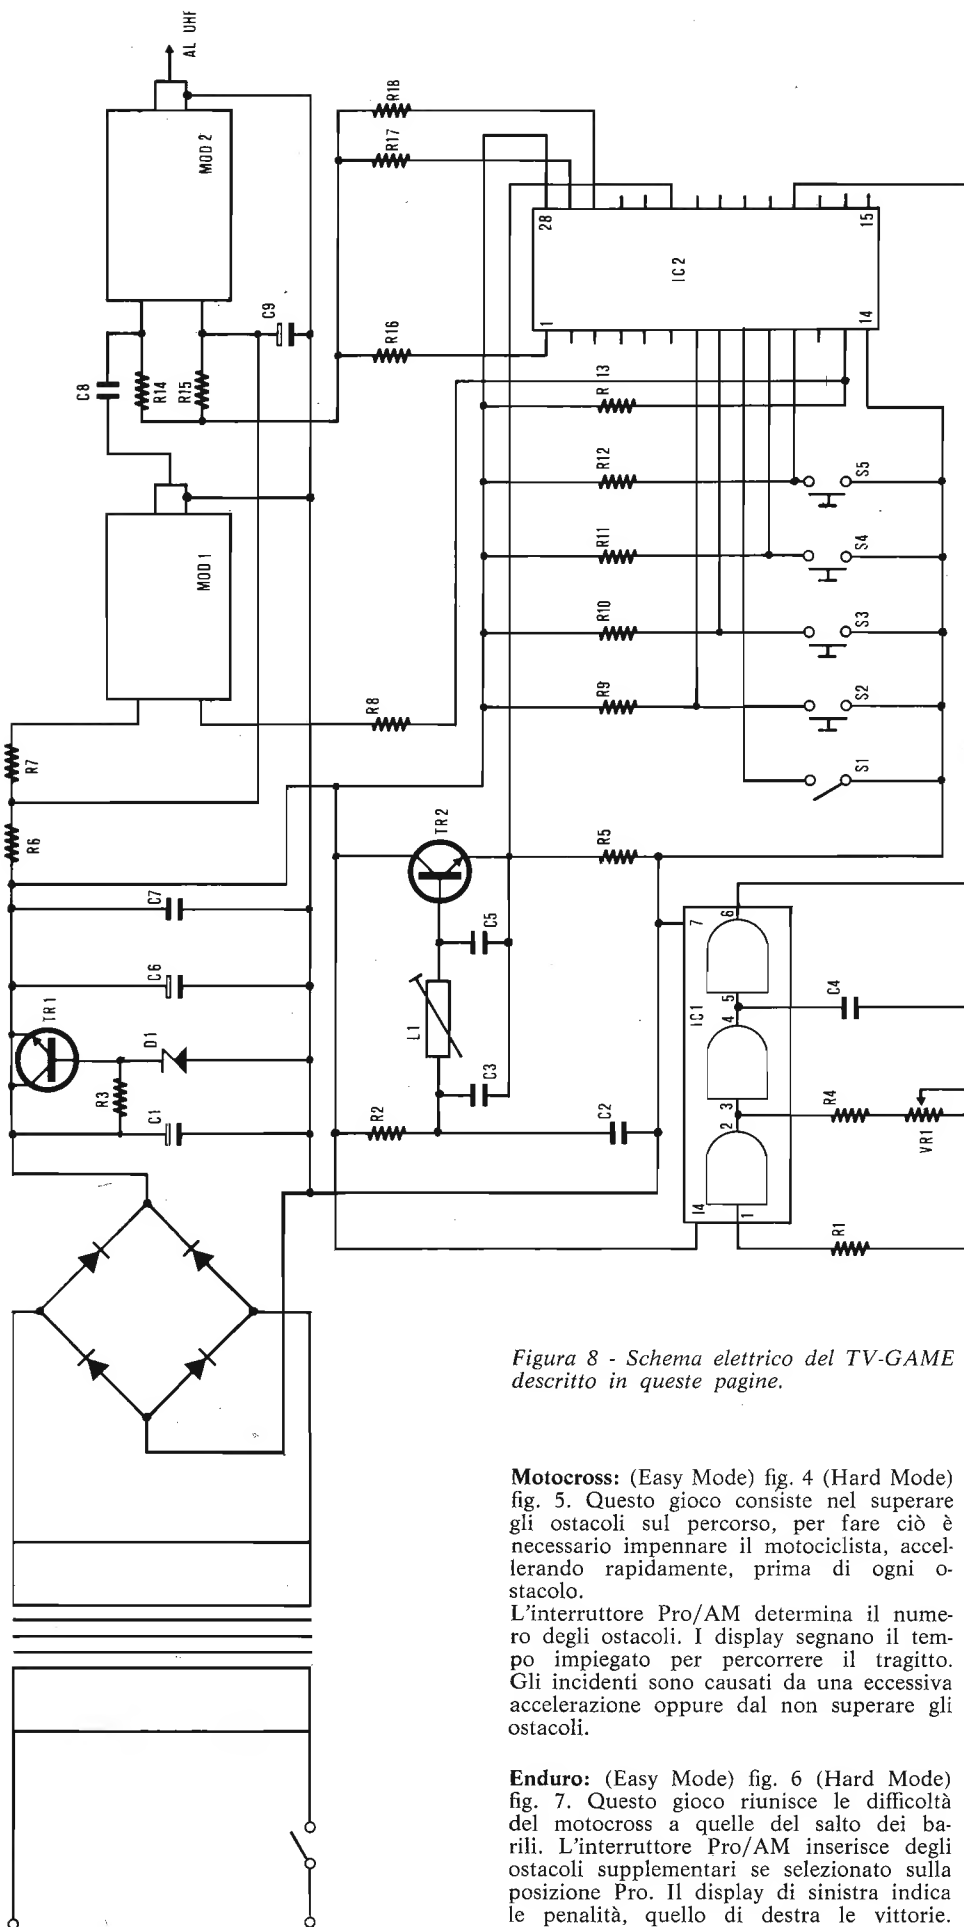 AL UHF
MOD 2
C8
R14
R15
C9
R18
R17
R16
MOD 1
R7
R6
R8
28
1
IC2
15
14
R 13
R12
R11
R10
R9
S5
S4
S3
S2
S1
C7
C6
TR1
D1
R3
C1
TR2
R5
C5
L1
C3
R2
C2
7
6
IC1
5
4
3
2
14
1
C4
R4
VR1
R1
Figura 8 - Schema elettrico del TV-GAME
descritto in queste pagine.
Motocross: (Easy Mode) fig. 4 (Hard Mode)
fig. 5. Questo gioco consiste nel superare
gli ostacoli sul percorso, per fare ciò è
necessario impennare il motociclista, accel-
lerando rapidamente, prima di ogni o-
stacolo.
L'interruttore Pro/AM determina il nume-
ro degli ostacoli. I display segnano il tem-
po impiegato per percorrere il tragitto.
Gli incidenti sono causati da una eccessiva
accelerazione oppure dal non superare gli
ostacoli.
Enduro: (Easy Mode) fig. 6 (Hard Mode)
fig. 7. Questo gioco riunisce le difficoltà
del motocross a quelle del salto dei ba-
rili. L'interruttore Pro/AM inserisce degli
ostacoli supplementari se selezionato sulla
posizione Pro. Il display di sinistra indica
le penalità, quello di destra le vittorie.